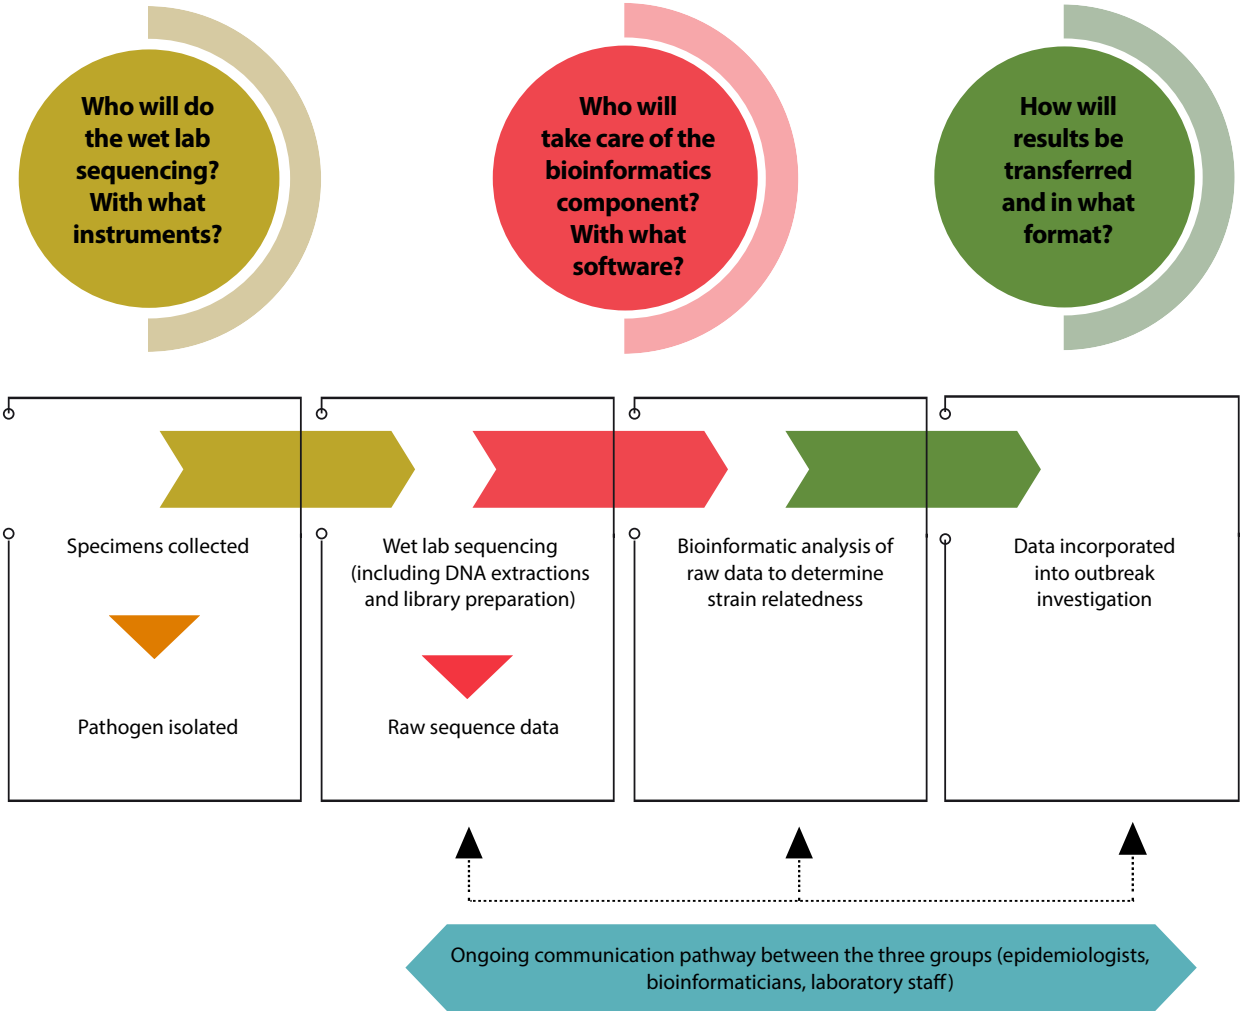 Who will do
the wet lab
sequencing?
With what
instruments?
Who will
take care of the
bioinformatics
component?
With what
software?
How will
results be
transferred
and in what
format?
Specimens collected
Pathogen isolated
Wet lab sequencing
(including DNA extractions
and library preparation)
Raw sequence data
Bioinformatic analysis of
raw data to determine
strain relatedness
Data incorporated
into outbreak
investigation
Ongoing communication pathway between the three groups (epidemiologists,
bioinformaticians, laboratory staff)